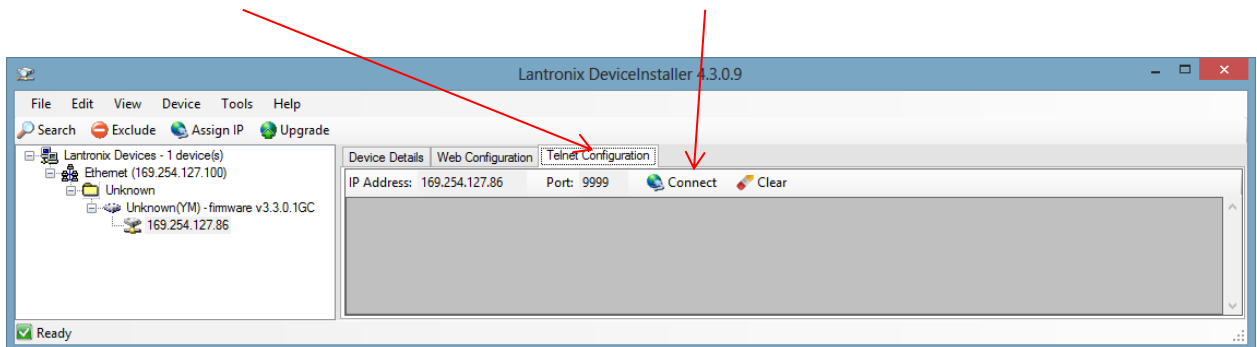 Lantronix DeviceInstaller 4.3.0.9
File Edit View Device Tools Help
Search Exclude Assign IP Upgrade
Lantronix Devices - 1 device(s)
Ethernet (169.254.127.100)
Unknown
Unknown(YM) - firmware v3.3.0.1GC
169.254.127.86
Device Details Web Configuration Telnet Configuration
IP Address: 169.254.127.86 Port: 9999 Connect Clear
Ready